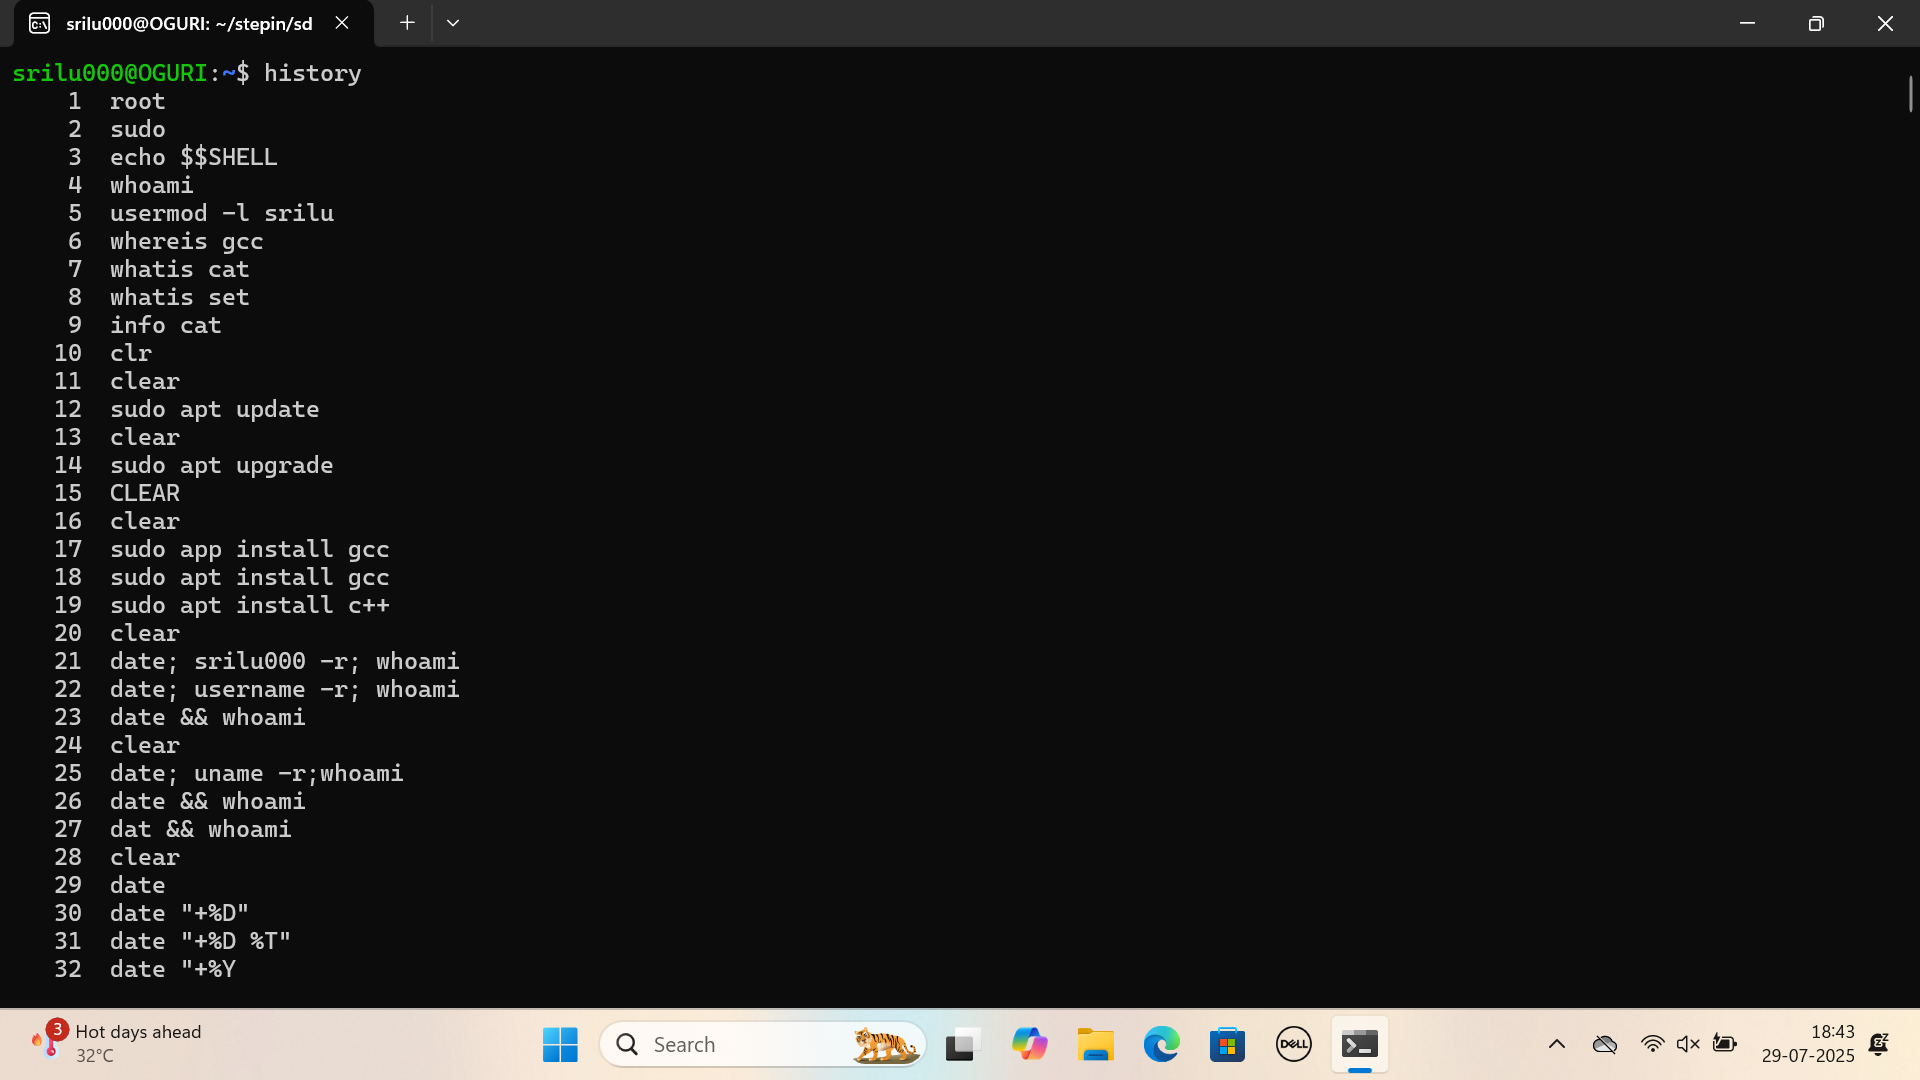 srilu000@OGURI: ~/stepin/sd
srilu000@OGURI:~$ history
1 root
2 sudo
3 echo $$SHELL
4 whoami
5 usermod -l srilu
6 whereis gcc
7 whatis cat
8 whatis set
9 info cat
10 clr
11 clear
12 sudo apt update
13 clear
14 sudo apt upgrade
15 CLEAR
16 clear
17 sudo app install gcc
18 sudo apt install gcc
19 sudo apt install c++
20 clear
21 date; srilu000 -r; whoami
22 date; username -r; whoami
23 date && whoami
24 clear
25 date; uname -r;whoami
26 date && whoami
27 dat && whoami
28 clear
29 date
30 date "+%D"
31 date "+%D %T"
32 date "+%Y
3
Hot days ahead
32°C
Search
DELL
18:43
29-07-2025